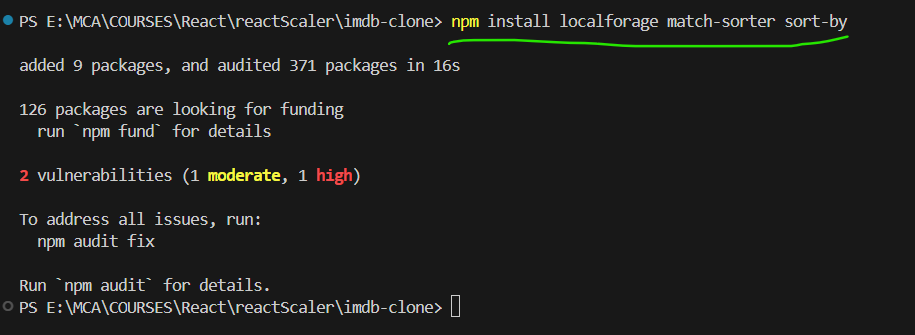 PS E:\MCA\COURSES\React\reactScaler\imdb-clone> npm install localforage match-sorter sort-by
added 9 packages, and audited 371 packages in 16s
126 packages are looking for funding
run `npm fund` for details
2 vulnerabilities (1 moderate, 1 high)
To address all issues, run:
npm audit fix
Run `npm audit` for details.
PS E:\MCA\COURSES\React\reactScaler\imdb-clone>